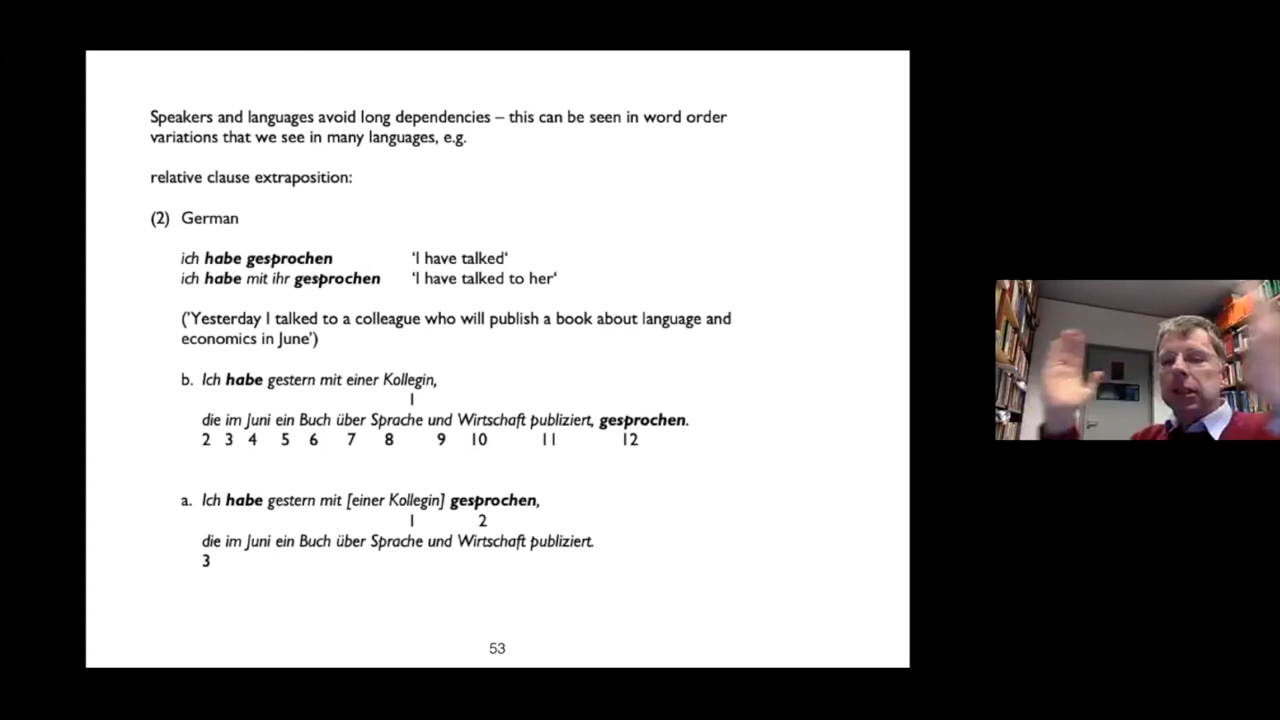 Speakers and languages avoid long dependencies – this can be seen in word order
variations that we see in many languages, e.g.
relative clause extraposition:
(2) German
ich habe gesprochen ‘I have talked‘
ich habe mit ihr gesprochen ‘I have talked to her‘
(’Yesterday I talked to a colleague who will publish a book about language and
economics in June’)
b. Ich habe gestern mit einer Kollegin,
1
die im Juni ein Buch über Sprache und Wirtschaft publiziert, gesprochen.
2 3 4 5 6 7 8 9 10 11 12
a. Ich habe gestern mit [einer Kollegin] gesprochen,
1 2
die im Juni ein Buch über Sprache und Wirtschaft publiziert.
3
53